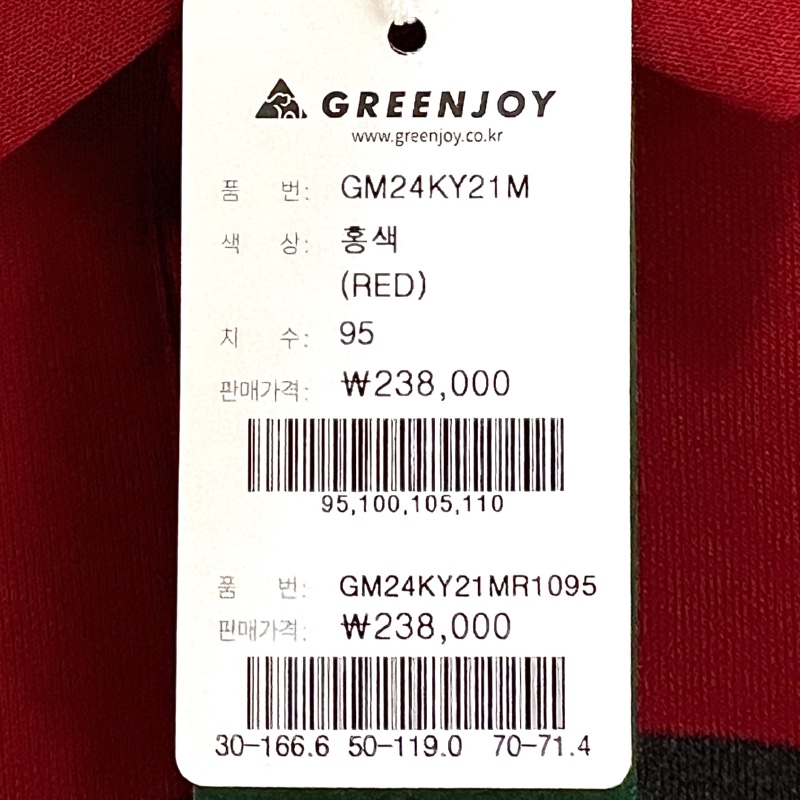 GREENJOY
www.greenjoy.co.kr
품 번: GM24KY21M
색 상: 홍색
(RED)
치 수: 95
판매가격: ₩238,000
95,100,105,110
품 번: GM24KY21MR1095
판매가격: ₩238,000
30-166.6 50-119.0 70-71.4